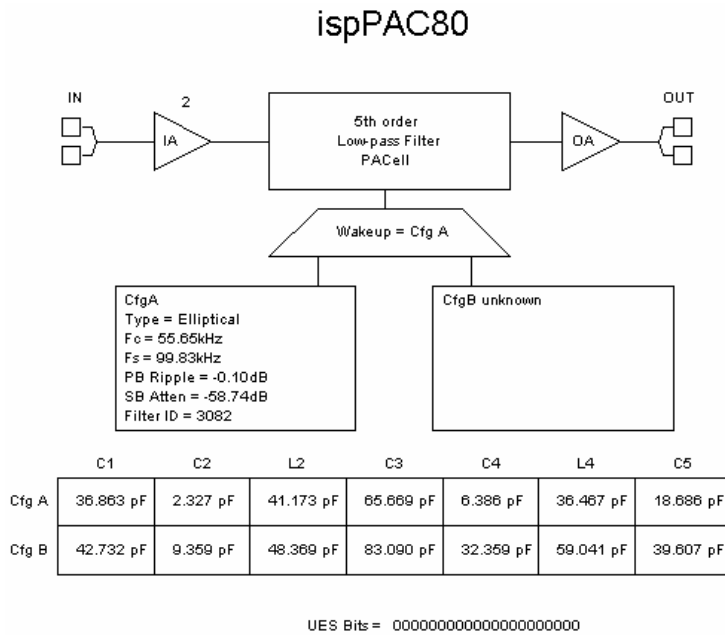 ispPAC80
IN
2
OUT
IA
5th order
Low-pass Filter
PACell
OA
Wakeup = Cfg A
CfgA
Type = Elliptical
Fc = 55.65kHz
Fs = 99.83kHz
PB Ripple = -0.10dB
SB Atten = -58.74dB
Filter ID = 3082
CfgB unknown
C1 C2 L2 C3 C4 L4 C5
Cfg A 36.863 pF 2.327 pF 41.173 pF 65.669 pF 6.386 pF 36.467 pF 18.686 pF
Cfg B 42.732 pF 9.359 pF 48.369 pF 83.090 pF 32.359 pF 59.041 pF 39.607 pF
UES Bits = 000000000000000000000